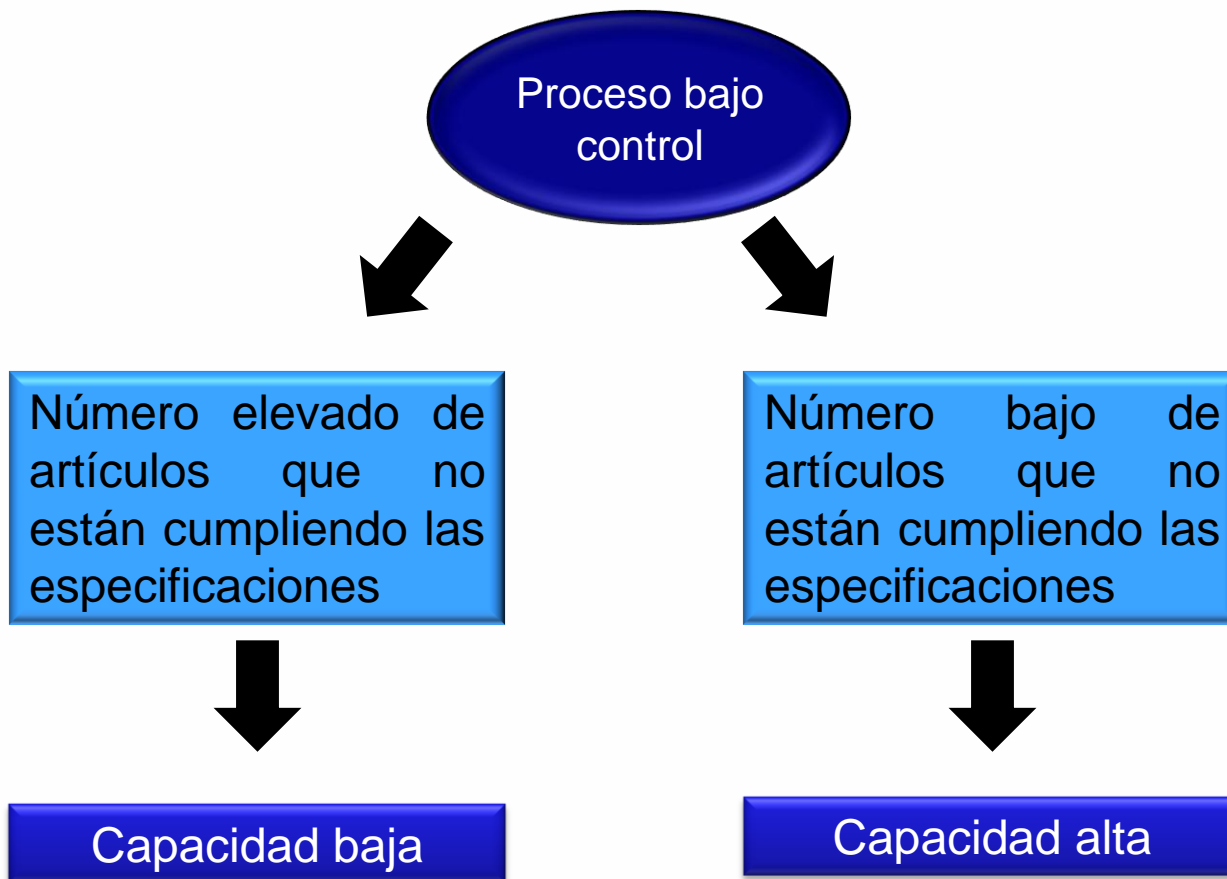 Proceso bajo
control
Número elevado de
artículos que no
están cumpliendo las
especificaciones
Número bajo de
artículos que no
están cumpliendo las
especificaciones
Capacidad baja
Capacidad alta